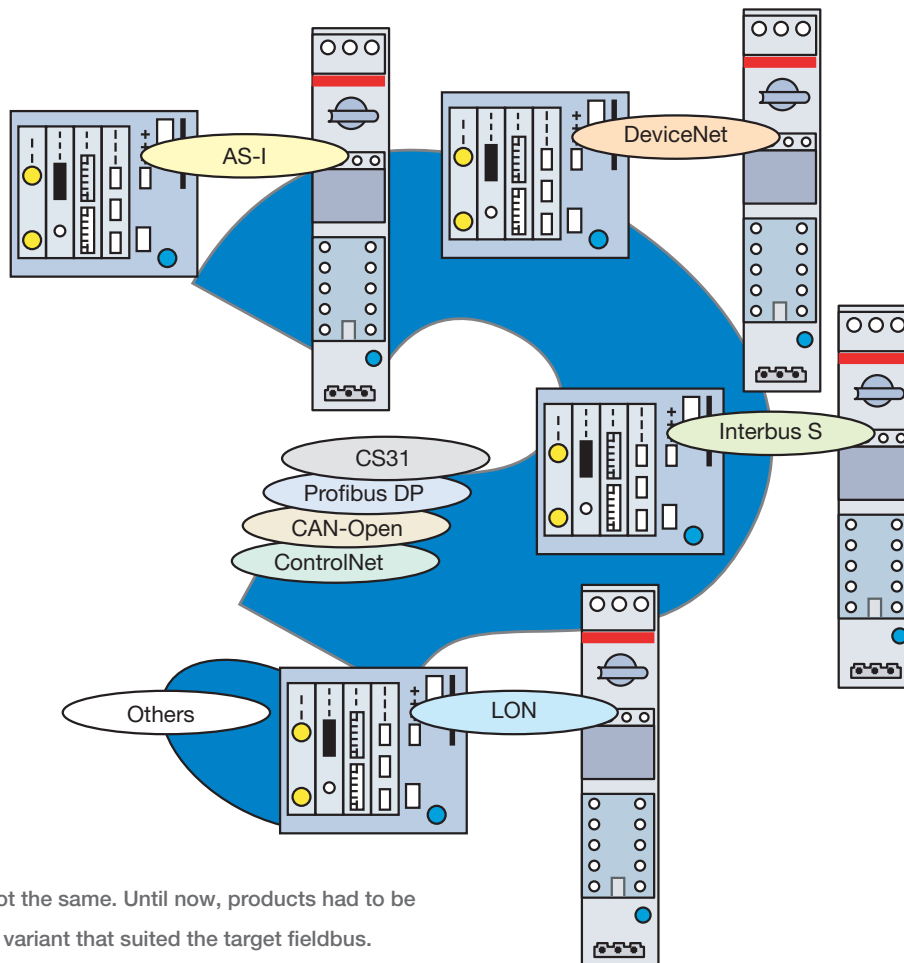 DeviceNet
AS-I
Interbus S
CS31
Profibus DP
CAN-Open
ControlNet
Others
LON
ot the same. Until now, products had to be
variant that suited the target fieldbus.